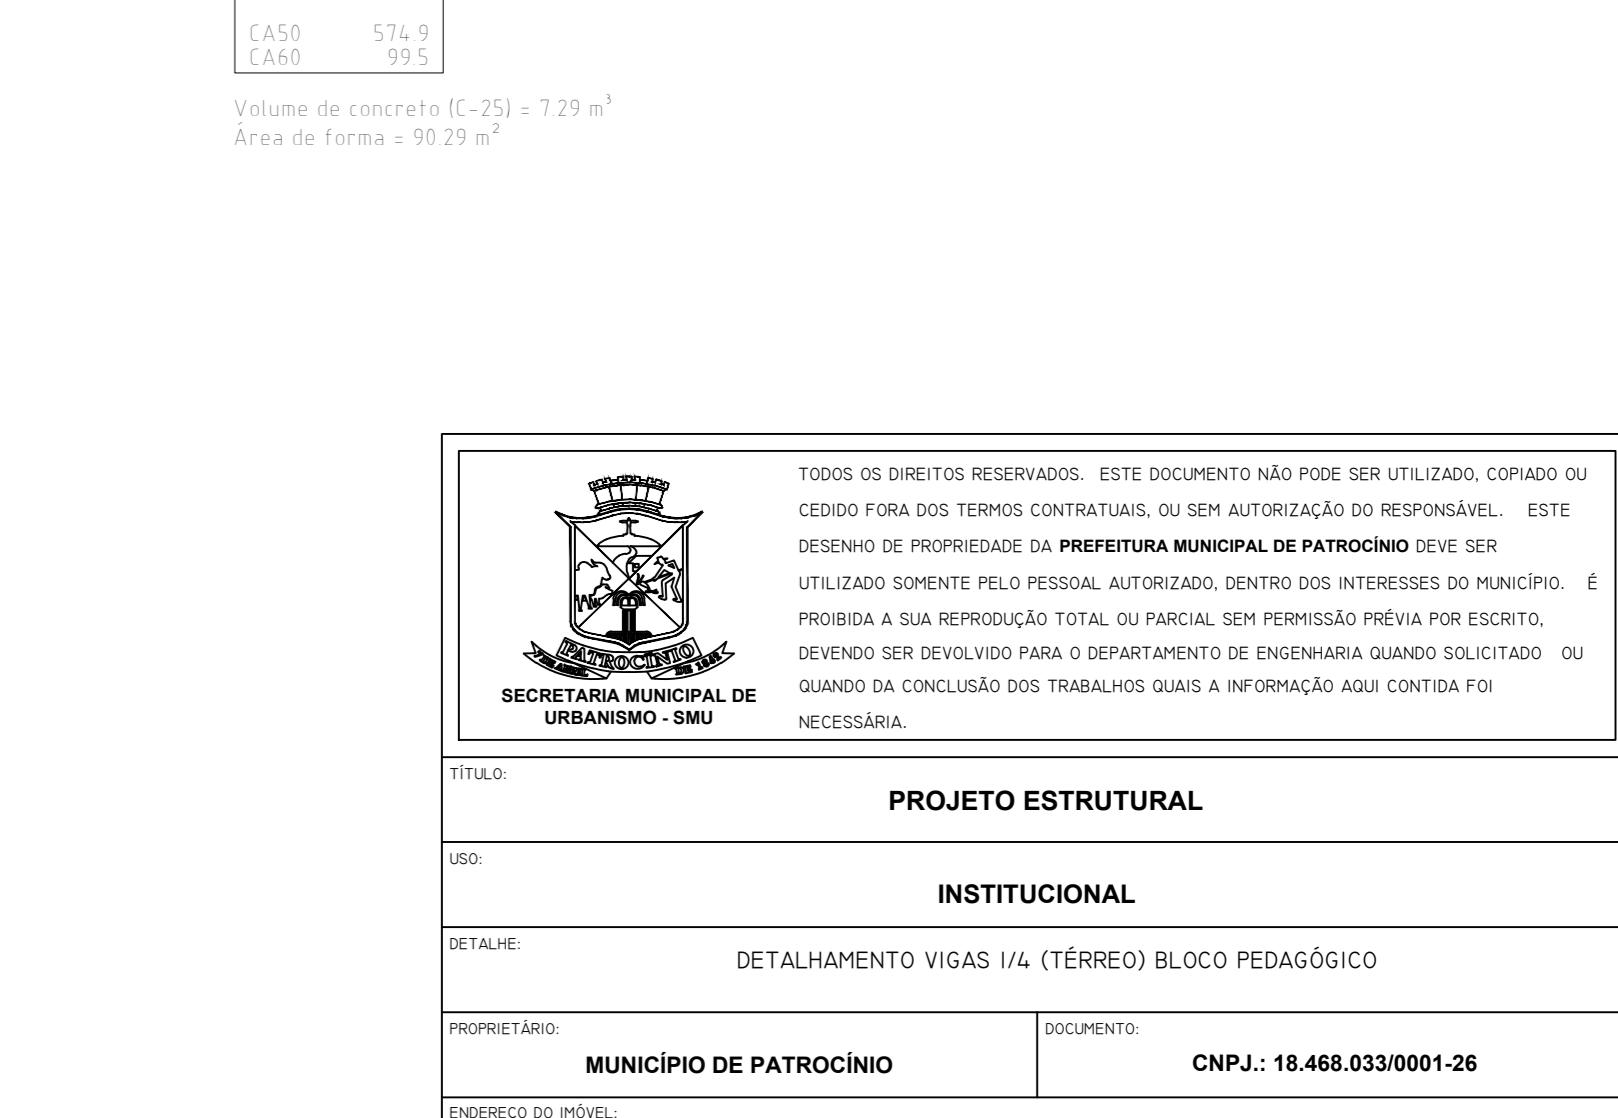 CA50 574.9
CA60 99.5
Volume de concreto (C-25) = 7.29 m³
Área de forma = 90.29 m²
PATROCÍNIO
7 DE ABRIL DE 1842
SECRETARIA MUNICIPAL DE
URBANISMO - SMU
TODOS OS DIREITOS RESERVADOS. ESTE DOCUMENTO NÃO PODE SER UTILIZADO, COPIADO OU
CEDIDO FORA DOS TERMOS CONTRATUAIS, OU SEM AUTORIZAÇÃO DO RESPONSÁVEL. ESTE
DESENHO DE PROPRIEDADE DA PREFEITURA MUNICIPAL DE PATROCÍNIO DEVE SER
UTILIZADO SOMENTE PELO PESSOAL AUTORIZADO, DENTRO DOS INTERESSES DO MUNICÍPIO. É
PROIBIDA A SUA REPRODUÇÃO TOTAL OU PARCIAL SEM PERMISSÃO PRÉVIA POR ESCRITO,
DEVENDO SER DEVOLVIDO PARA O DEPARTAMENTO DE ENGENHARIA QUANDO SOLICITADO OU
QUANDO DA CONCLUSÃO DOS TRABALHOS QUAIS A INFORMAÇÃO AQUI CONTIDA FOI
NECESSÁRIA.
TÍTULO:
PROJETO ESTRUTURAL
USO:
INSTITUCIONAL
DETALHE:
DETALHAMENTO VIGAS 1/4 (TÉRREO) BLOCO PEDAGÓGICO
PROPRIETÁRIO:
MUNICÍPIO DE PATROCÍNIO
DOCUMENTO:
CNPJ.: 18.468.033/0001-26
ENDEREÇO DO IMÓVEL: